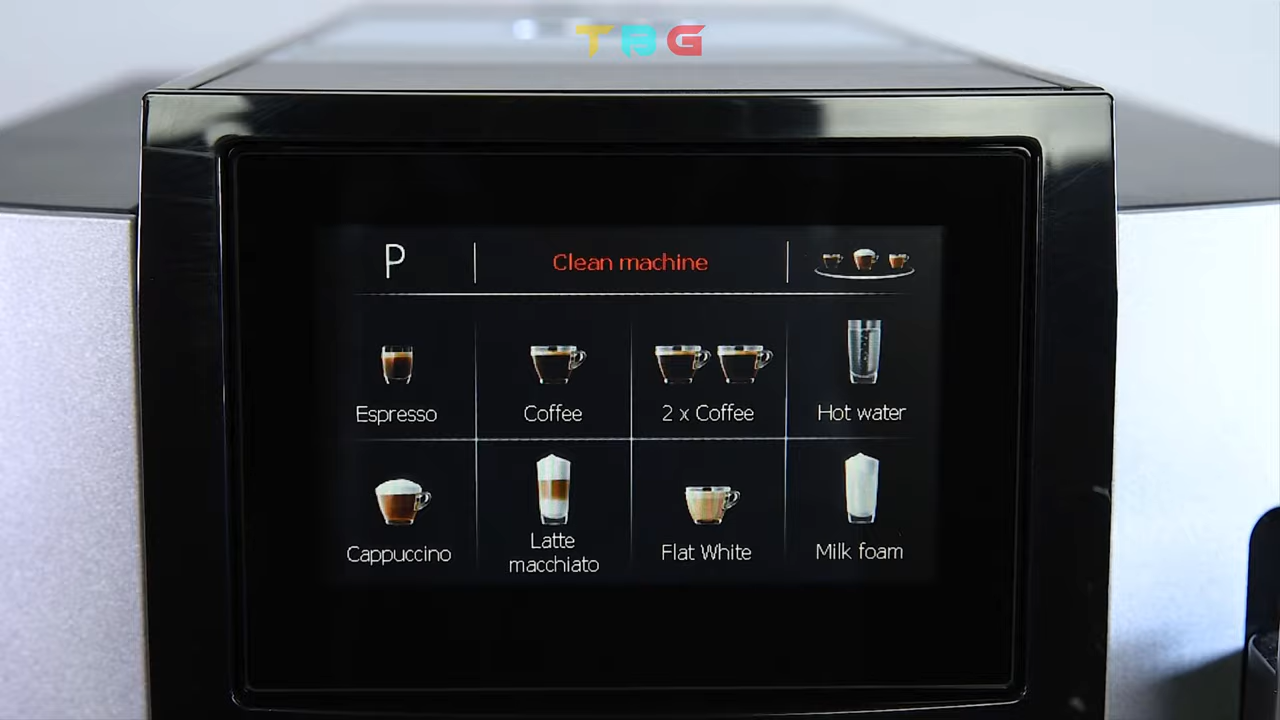 TBG
P
Clean machine
Espresso
Coffee
2 x Coffee
Hot water
Cappuccino
Latte
macchiato
Flat White
Milk foam